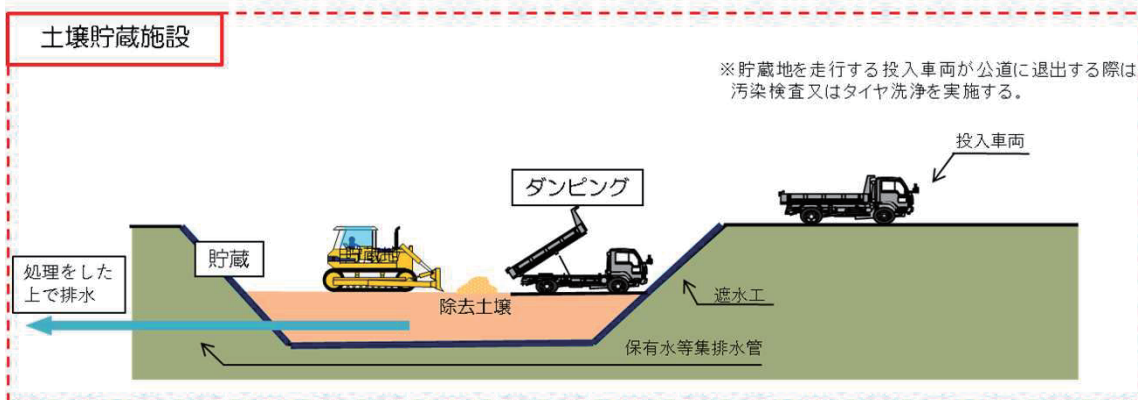 土壌貯蔵施設
※貯蔵地を走行する投入車両が公道に退出する際は
汚染検査又はタイヤ洗浄を実施する。
投入車両
ダンピング
貯蔵
処理をした
上で排水
除去土壌
遮水工
保有水等集排水管